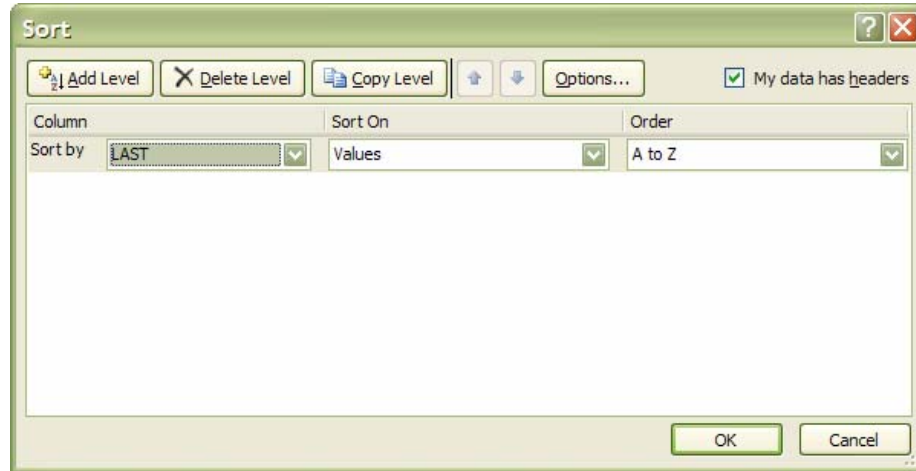 Sort
Add Level Delete Level Copy Level Options... My data has headers
Column Sort On Order
Sort by LAST Values A to Z
OK Cancel